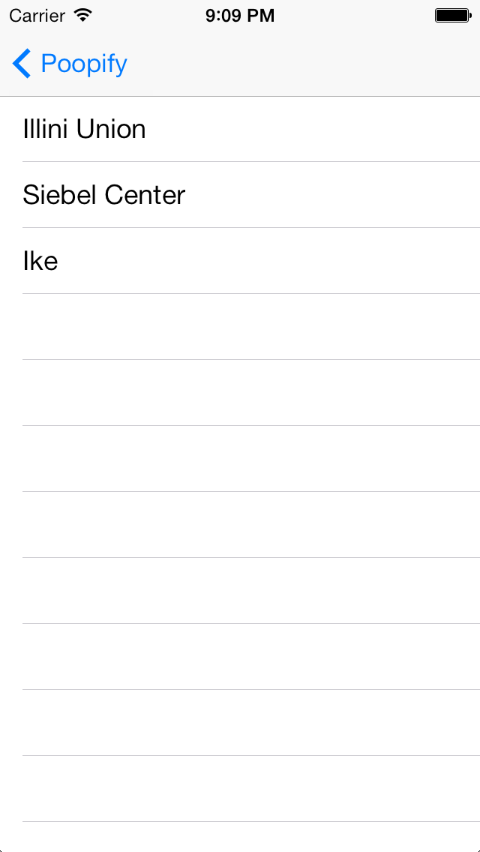 Carrier 9:09 PM
Poopify
Illini Union
Siebel Center
Ike